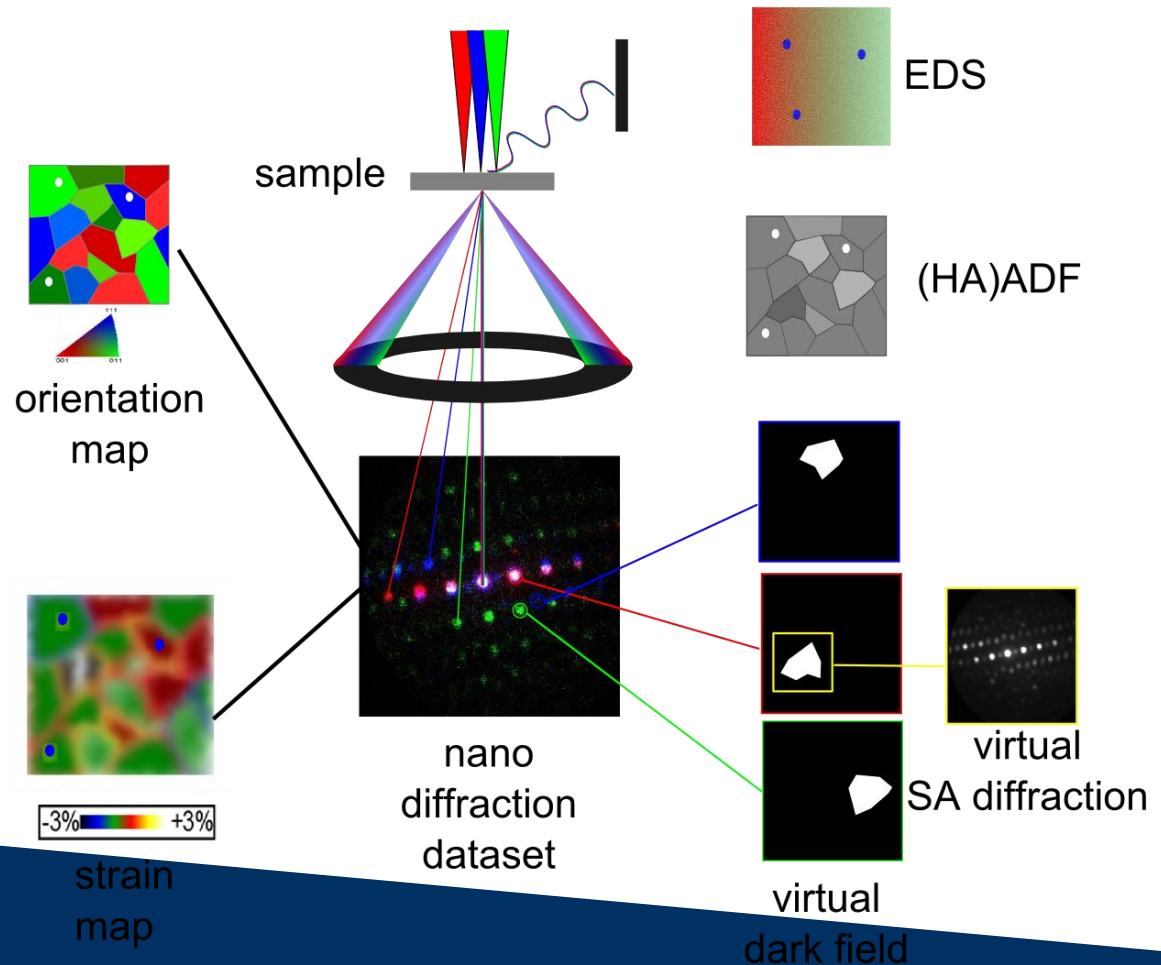 EDS
sample
(HA)ADF
111
001
011
orientation
map
nano
diffraction
dataset
virtual
SA diffraction
-3%
+3%
strain
map
virtual
dark field